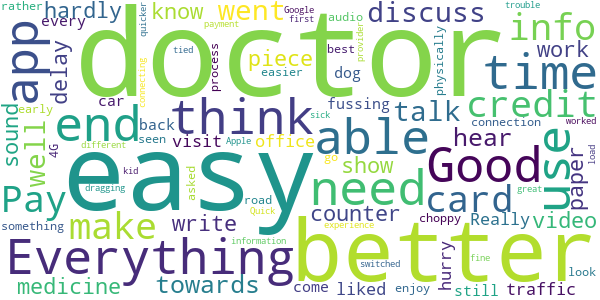 rather
hardly
went
know
every
quicker
payment
Google
first
audio
discuss
trouble
info
app
delay
doctor
tied
process
piece
best
easier
dog
provider
physically
work
time
connecting
car
sound
early
well
4G
end
think
back
seen
visit
fussing
office
able
talk
credit
connection
worked
hear
Good
use
paper
load
different
kid
sick
Apple
go
show
easy
need
card
Pay
dragging
asked
road
Quick
make
something
write
counter
choppy
Really
great
video
Everything
information
experience
better
hurry
fine
look
medicine
towards
come
liked
switched
enjoy
still
traffic